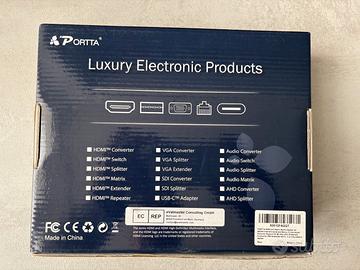 PORTTA
Luxury Electronic Products
HDMI™ Converter
VGA Converter
Audio Converter
HDMI™ Switch
VGA Splitter
Audio Switch
HDMI™ Splitter
VGA Extender
Audio Splitter
HDMI™ Matrix
SDI Converter
Audio Matrix
HDMI™ Extender
SDI Splitter
AHD Converter
HDMI™ Repeater
USB-C™ Adapter
AHD Splitter
FC CE
Made in China
EC REP